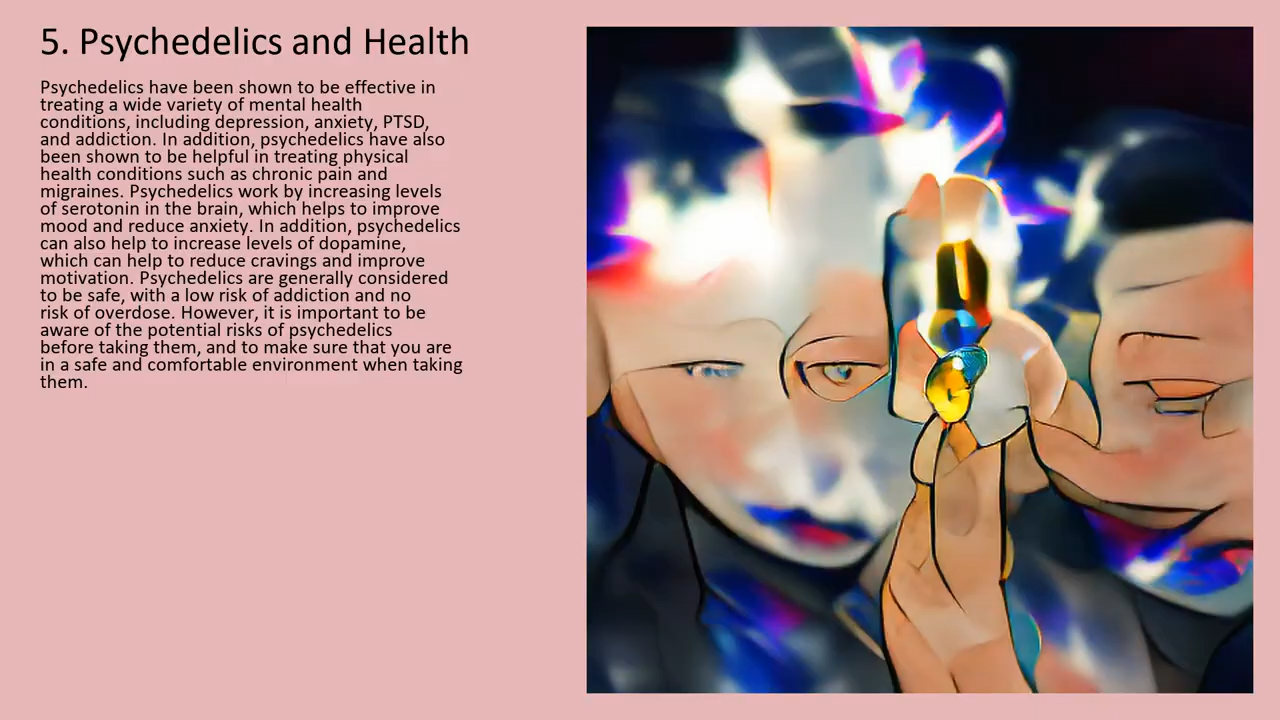 5. Psychedelics and Health
Psychedelics have been shown to be effective in
treating a wide variety of mental health
conditions, including depression, anxiety, PTSD,
and addiction. In addition, psychedelics have also
been shown to be helpful in treating physical
health conditions such as chronic pain and
migraines. Psychedelics work by increasing levels
of serotonin in the brain, which helps to improve
mood and reduce anxiety. In addition, psychedelics
can also help to increase levels of dopamine,
which can help to reduce cravings and improve
motivation. Psychedelics are generally considered
to be safe, with a low risk of addiction and no
risk of overdose. However, it is important to be
aware of the potential risks of psychedelics
before taking them, and to make sure that you are
in a safe and comfortable environment when taking
them.